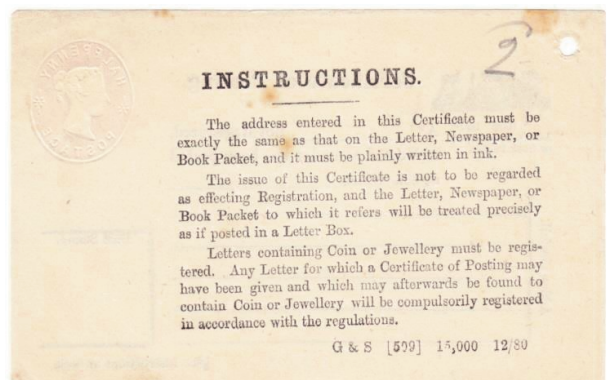 2
INSTRUCTIONS.
The address entered in this Certificate must be
exactly the same as that on the Letter, Newspaper, or
Book Packet, and it must be plainly written in ink.
The issue of this Certificate is not to be regarded
as effecting Registration, and the Letter, Newspaper, or
Book Packet to which it refers will be treated precisely
as if posted in a Letter Box.
Letters containing Coin or Jewellery must be regis-
tered. Any Letter for which a Certificate of Posting may
have been given and which may afterwards be found to
contain Coin or Jewellery will be compulsorily registered
in accordance with the regulations.
G & S [509] 15,000 12/80